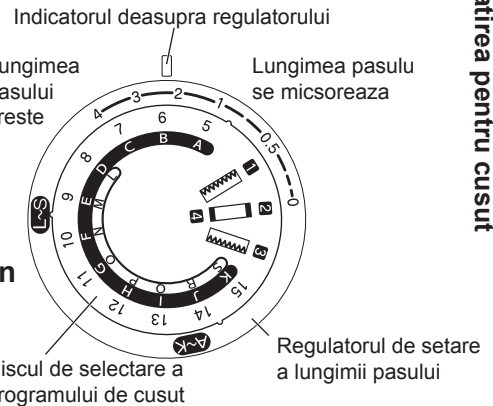 Indicatorul deasupra regulatorului
ungimea
asului
reste
Lungimea pasulu
se micsoreaza
atirea pentru cusut
4 3 2 1 0.5 0
5 6 7 8 9 10 11 12 13 14 15
A B C D E F G H I J K
L M N O P Q R S
1
2
3
4
L~S
A~K
n
Regulatorul de setare
a lungimii pasului
iscul de selectare a
rogramului de cusut